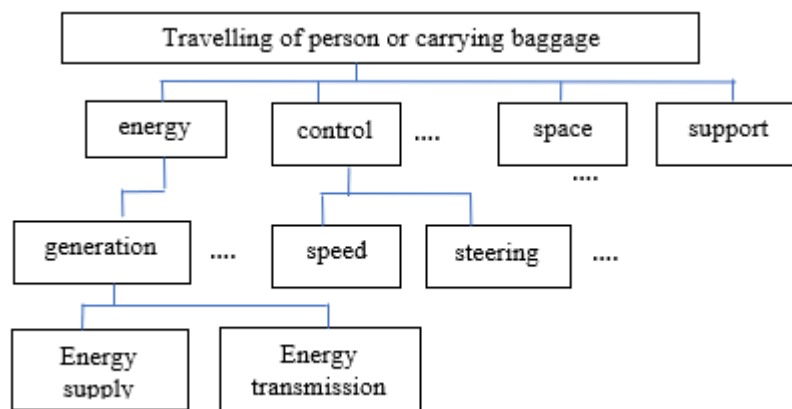 Travelling of person or carrying baggage
energy
control
....
space
support
....
generation
....
speed
steering
....
Energy
supply
Energy
transmission